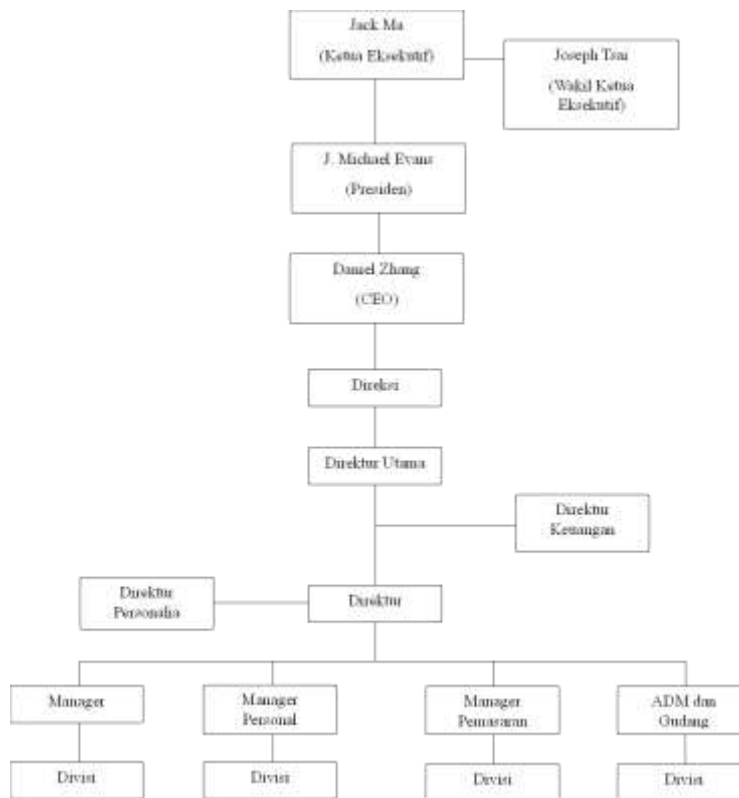 Jack Ma
(Ketua Eksekutif)
Joseph Tsai
(Wakil Ketua
Eksekutif)
J. Michael Evans
(Presiden)
Daniel Zhang
(CEO)
Direksi
Direktur Utama
Direktur
Keuangan
Direktur
Personalia
Direktur
Manager
Manager
Personal
Manager
Pemasaran
ADM dan
Gudang
Divisi
Divisi
Divisi
Divisi